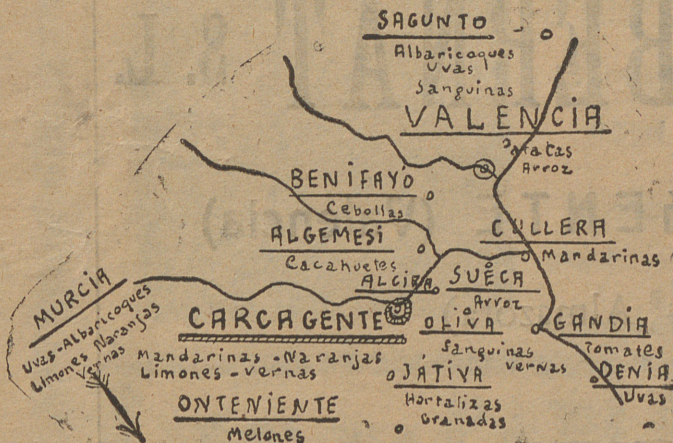 SAGUNTO
Albaricoques
Uvas
Sanguinas
VALENCIA
Patatas
Arroz
BENIFAYO
Cebollas
ALGEMESI
Cacahuetes
CULLERA
Mandarinas
ALCIRA
SUECA
Arroz
MURCIA
Uvas-Albaricoques
Limones Naranjas
Vernas
CARCAGENTE
Mandarinas - Naranjas
Limones - Vernas
OLIVA
Sanguinas
Vernas
GANDIA
Tomates
JATIVA
Hortalizas
Granadas
DENIA
Uvas
ONTENIENTE
Melones